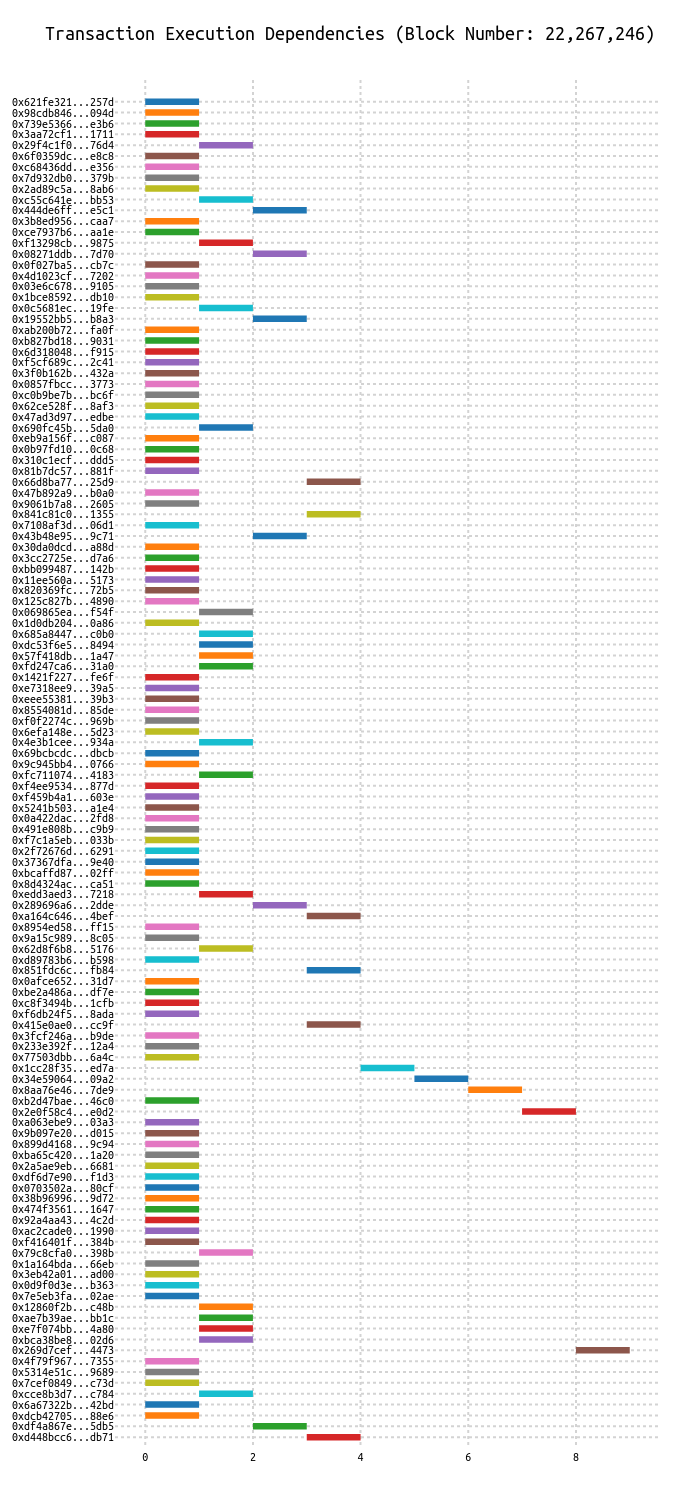 Transaction Execution Dependencies (Block Number: 22,267,246)
0x621fe321...257d
0x98cdb846...094d
0x739e5366...e3b6
0x3aa72cf1...1711
0x29f4c1f0...76d4
0x6f0359dc...e8c8
0xc68436dd...e356
0x7d932db0...379b
0x2ad89c5a...8ab6
0xc55c641e...bb53
0x444de6ff...e5c1
0x3b8ed956...caa7
0xce7937b6...aa1e
0xf13298cb...9875
0x08271ddb...7d70
0x0f027ba5...cb7c
0x4d1023cf...7202
0x03e6c678...9105
0x1bce8592...db10
0x0c5681ec...19fe
0x19552bb5...b8a3
0xab200b72...fa0f
0xb827bd18...9031
0x6d318048...f915
0xf5cf689c...2c41
0x3f0b162b...432a
0x0857fbcc...3773
0xc0b9be7b...bc6f
0x62ce528f...8af3
0x47ad3d97...edbe
0x690fc45b...5da0
0xeb9a156f...c087
0x0b97fd10...0c68
0x310c1ecf...ddd5
0x81b7dc57...881f
0x66d8ba77...25d9
0x47b892a9...b0a0
0x9061b7a8...2605
0x841c81c0...1355
0x7108af3d...06d1
0x43b48e95...9c71
0x30da0dcd...a88d
0x3cc2725e...d7a6
0xbb099487...142b
0x11ee560a...5173
0x820369fc...72b5
0x125c827b...4890
0x069865ea...f54f
0x1d0db204...0a86
0x685a8447...c0b0
0xdc53f6e5...8494
0x57f418db...1a47
0xfd247ca6...31a0
0x1421f227...fe6f
0xe7318ee9...39a5
0xeee55381...39b3
0x8554081d...85de
0xf0f2274c...969b
0x6efa148e...5d23
0x4e3b1cee...934a
0x69bcbcdc...dbcb
0x9c945bb4...0766
0xfc711074...4183
0xf4ee9534...877d
0xf459b4a1...603e
0x5241b503...a1e4
0x0a422dac...2fd8
0x491e808b...c9b9
0xf7c1a5eb...033b
0x2f72676d...6291
0x37367dfa...9e40
0xbcaffd87...02ff
0x8d4324ac...ca51
0xedd3aed3...7218
0x289696a6...2dde
0xa164c646...4bef
0x8954ed58...ff15
0x9a15c989...8c05
0x62d8f6b8...5176
0xd89783b6...b598
0x851fdc6c...fb84
0x0afce652...31d7
0xbe2a486a...df7e
0xc8f3494b...1cfb
0xf6db24f5...8ada
0x415e0ae0...cc9f
0x3fcf246a...b9de
0x233e392f...12a4
0x77503dbb...6a4c
0x1cc28f35...ed7a
0x34e59064...09a2
0x8aa76e46...7de9
0xb2d47bae...46c0
0x2e0f58c4...e0d2
0xa063ebe9...03a3
0x9b097e20...d015
0x899d4168...9c94
0xba65c420...1a20
0x2a5ae9eb...6681
0xdf6d7e90...f1d3
0x0703502a...80cf
0x38b96996...9d72
0x474f3561...1647
0x92a4aa43...4c2d
0xac2cade0...1990
0xf416401f...384b
0x79c8cfa0...398b
0x1a164bda...66eb
0x3eb42a01...ad00
0x0d9f0d3e...b363
0x7e5eb3fa...02ae
0x12860f2b...c48b
0xae7b39ae...bb1c
0xe7f074bb...4a80
0xbca38be8...02d6
0x269d7cef...4473
0x4f79f967...7355
0x5314e51c...9689
0x7cef0849...c73d
0xcce8b3d7...c784
0x6a67322b...42bd
0xdcb42705...88e6
0xdf4a867e...5db5
0xd448bcc6...db71
0 2 4 6 8